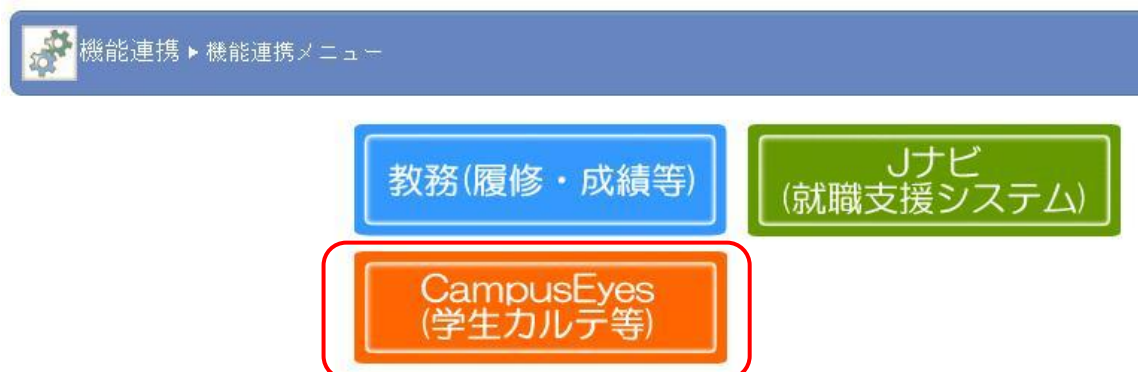 機能連携▶機能連携メニュー
教務(履修・成績等)
Jナビ
(就職支援システム)
CampusEyes
(学生カルテ等)